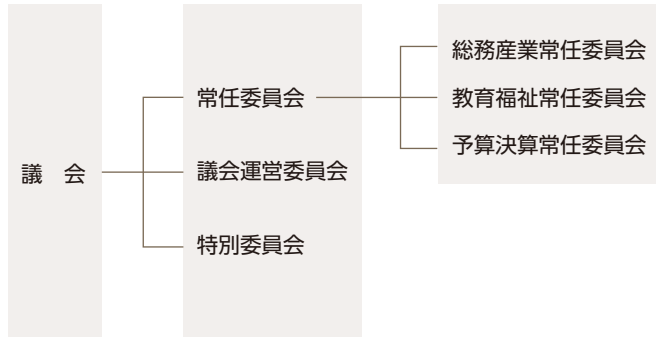 議　会
常任委員会
議会運営委員会
特別委員会
総務産業常任委員会
教育福祉常任委員会
予算決算常任委員会